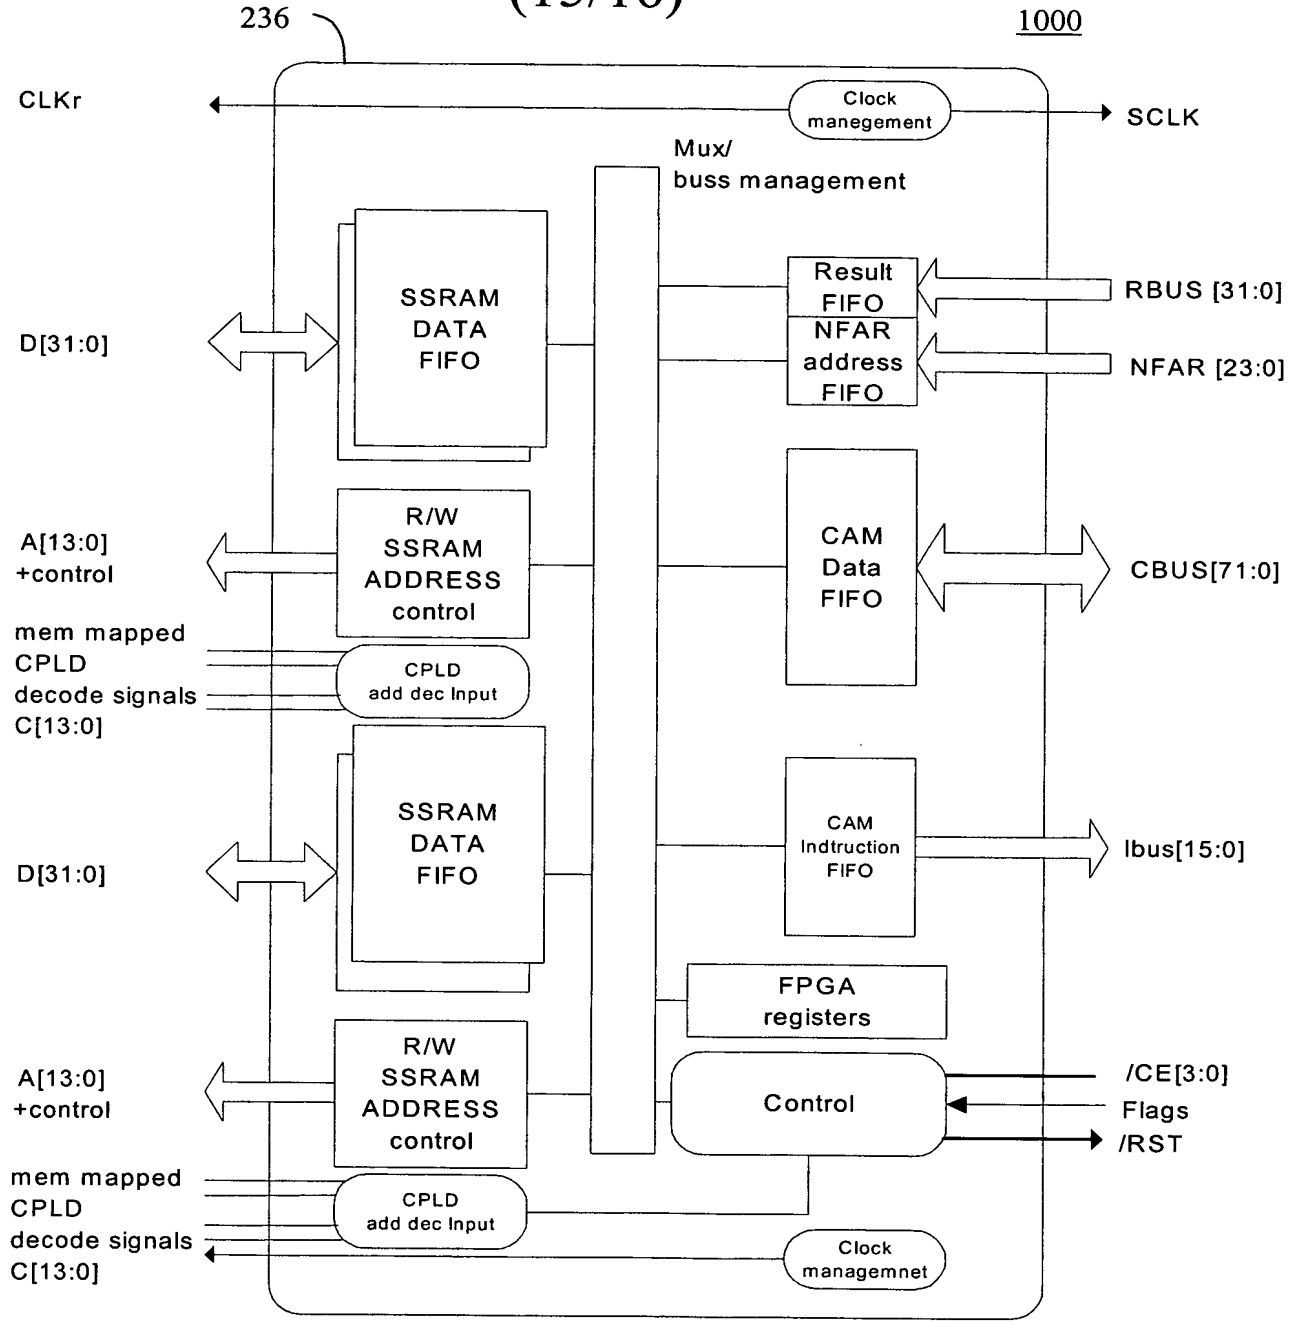 (15/16)
236
1000
CLKr
Clock
manegement
SCLK
Mux/
buss management
SSRAM
DATA
FIFO
D[31:0]
Result
FIFO
RBUS [31:0]
NFAR
address
FIFO
NFAR [23:0]
R/W
SSRAM
ADDRESS
control
A[13:0]
+control
CAM
Data
FIFO
CBUS[71:0]
mem mapped
CPLD
decode signals
C[13:0]
CPLD
add dec Input
SSRAM
DATA
FIFO
D[31:0]
CAM
Indtruction
FIFO
Ibus[15:0]
FPGA
registers
R/W
SSRAM
ADDRESS
control
A[13:0]
+control
Control
/CE[3:0]
Flags
/RST
mem mapped
CPLD
decode signals
C[13:0]
CPLD
add dec Input
Clock
managemnet